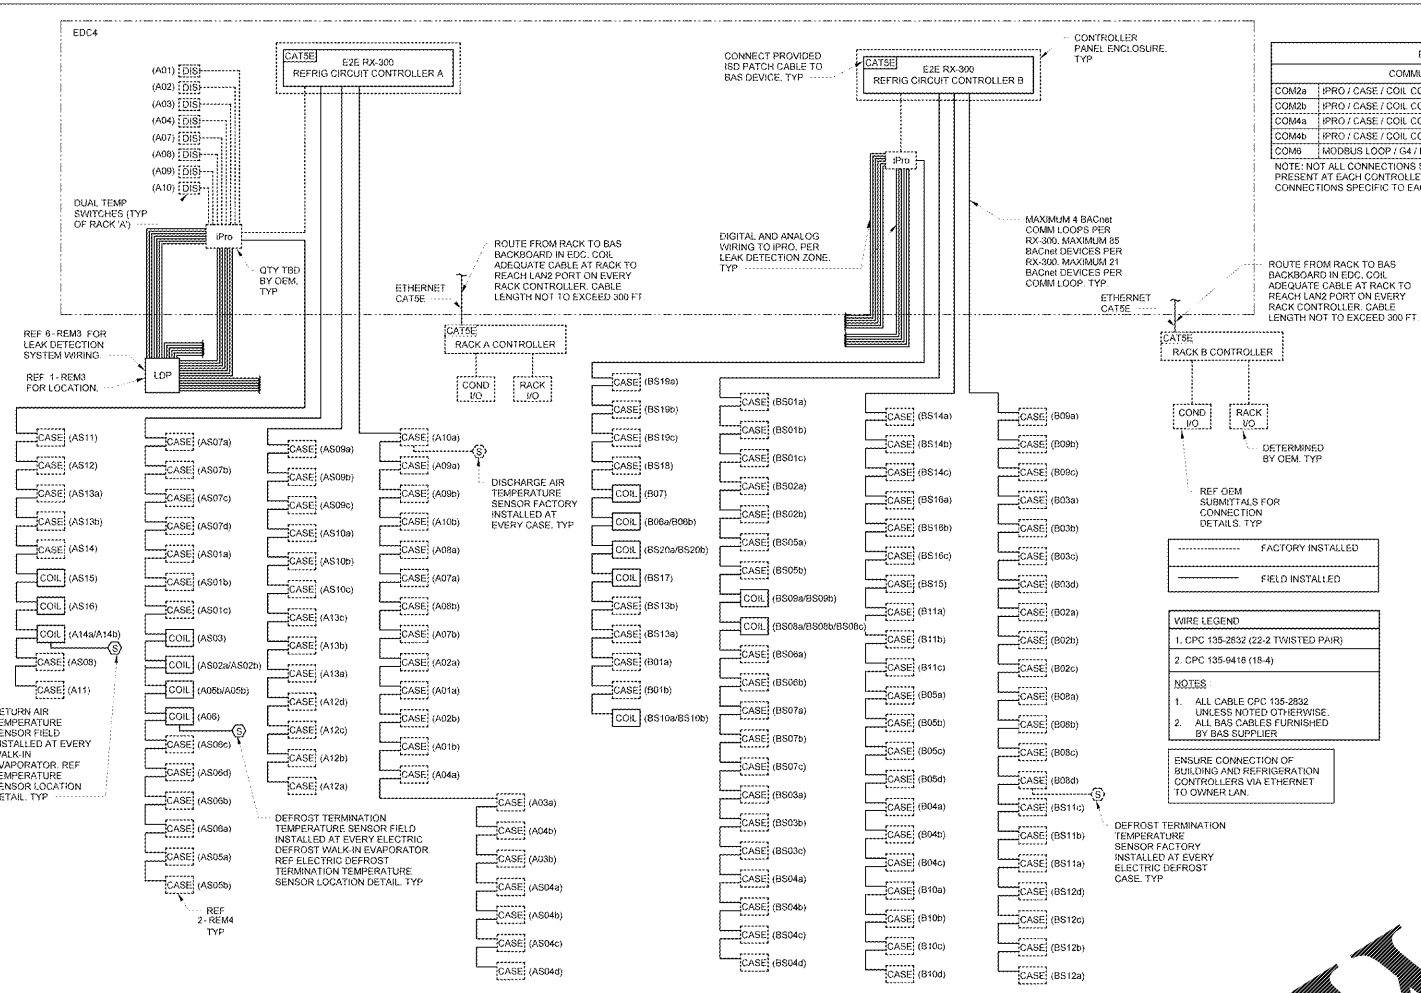 EDC4
CAT5E
E2E RX-300
REFRIG CIRCUIT CONTROLLER A
(A01) DIS
(A02) DIS
(A03) DIS
(A04) DIS
(A07) DIS
(A08) DIS
(A09) DIS
(A10) DIS
DUAL TEMP
SWITCHES (TYP
OF RACK 'A')
iPro
QTY TBD
BY OEM,
TYP
REF 6-REM3 FOR
LEAK DETECTION
SYSTEM WIRING.
REF 1-REM3
FOR LOCATION.
LDP
ETHERNET
CAT5E
ROUTE FROM RACK TO BAS
BACKBOARD IN EDC. COIL
ADEQUATE CABLE AT RACK TO
REACH LAN2 PORT ON EVERY
RACK CONTROLLER. CABLE
LENGTH NOT TO EXCEED 300 FT.
CAT5E
RACK A CONTROLLER
COND
I/O
RACK
I/O
CONNECT PROVIDED
ISD PATCH CABLE TO
BAS DEVICE, TYP
CAT5E
E2E RX-300
REFRIG CIRCUIT CONTROLLER B
CONTROLLER
PANEL ENCLOSURE.
TYP
iPro
DIGITAL AND ANALOG
WIRING TO IPRO, PER
LEAK DETECTION ZONE.
TYP
MAXIMUM 4 BACnet
COMM LOOPS PER
RX-300. MAXIMUM 85
BACnet DEVICES PER
RX-300. MAXIMUM 21
BACnet DEVICES PER
COMM LOOP. TYP.
ETHERNET
CAT5E
ROUTE FROM RACK TO BAS
BACKBOARD IN EDC. COIL
ADEQUATE CABLE AT RACK TO
REACH LAN2 PORT ON EVERY
RACK CONTROLLER. CABLE
LENGTH NOT TO EXCEED 300 FT.
CAT5E
RACK B CONTROLLER
COND
I/O
RACK
I/O
DETERMINED
BY OEM. TYP
REF OEM
SUBMITTALS FOR
CONNECTION
DETAILS. TYP
COM2a IPRO / CASE / COIL
COM2b IPRO / CASE / COIL
COM4a IPRO / CASE / COIL
COM4b IPRO / CASE / COIL
COM6 MODBUS LOOP / G4 /
NOTE: NOT ALL CONNECTIONS
PRESENT AT EACH
CONNECTIONS SPECIFIC TO
CASE (AS11)
CASE (AS12)
CASE (AS13a)
CASE (AS13b)
CASE (AS14)
COIL (AS15)
COIL (AS16)
COIL (A14a/A14b)
S
CASE (AS08)
CASE (A11)
AIR
TEMPERATURE
SENSOR FIELD
INSTALLED AT EVERY
WALK-IN
EVAPORATOR. REF
TEMPERATURE
SENSOR LOCATION
DETAIL. TYP
CASE (AS07a)
CASE (AS07b)
CASE (AS07c)
CASE (AS07d)
CASE (AS01a)
CASE (AS01b)
CASE (AS01c)
COIL (AS03)
COIL (AS02a/AS02b)
COIL (A05b/A05b)
COIL (A06)
S
CASE (AS06c)
CASE (AS06d)
CASE (AS06b)
CASE (AS06a)
CASE (AS05a)
CASE (AS05b)
REF
2-REM4
TYP
DEFROST TERMINATION
TEMPERATURE SENSOR FIELD
INSTALLED AT EVERY ELECTRIC
DEFROST WALK-IN EVAPORATOR
REF ELECTRIC DEFROST
TERMINATION TEMPERATURE
SENSOR LOCATION DETAIL. TYP
CASE (AS09a)
CASE (AS09b)
CASE (AS09c)
CASE (AS10a)
CASE (AS10b)
CASE (AS10c)
CASE (A13c)
CASE (A13b)
CASE (A13a)
CASE (A12d)
CASE (A12c)
CASE (A12b)
CASE (A12a)
CASE (A10a)
S
CASE (A09a)
CASE (A09b)
CASE (A10b)
CASE (A08a)
CASE (A07a)
CASE (A08b)
CASE (A07b)
CASE (A02a)
CASE (A01a)
CASE (A02b)
CASE (A01b)
CASE (A04a)
DISCHARGE AIR
TEMPERATURE
SENSOR FACTORY
INSTALLED AT
EVERY CASE. TYP
CASE (A03a)
CASE (A04b)
CASE (A03b)
CASE (AS04a)
CASE (AS04b)
CASE (AS04c)
CASE (AS04d)
CASE (BS19a)
CASE (BS19b)
CASE (BS19c)
CASE (BS18)
COIL (B07)
COIL (B06a/B06b)
COIL (BS20a/BS20b)
COIL (BS17)
CASE (BS13b)
CASE (BS13a)
CASE (B01a)
CASE (B01b)
COIL (BS10a/BS10b)
CASE (BS01a)
CASE (BS01b)
CASE (BS01c)
CASE (BS02a)
CASE (BS02b)
CASE (BS05a)
CASE (BS05b)
COIL (BS09a/BS09b)
COIL (BS08a/BS08b/BS08c)
CASE (BS06a)
CASE (BS06b)
CASE (BS07a)
CASE (BS07b)
CASE (BS07c)
CASE (BS03a)
CASE (BS03b)
CASE (BS03c)
CASE (BS04a)
CASE (BS04b)
CASE (BS04c)
CASE (BS04d)
CASE (BS14a)
CASE (BS14b)
CASE (BS14c)
CASE (BS16a)
CASE (BS16b)
CASE (BS16c)
CASE (BS15)
CASE (B11a)
CASE (B11b)
CASE (B11c)
CASE (B05a)
CASE (B05b)
CASE (B05c)
CASE (B05d)
CASE (B04a)
CASE (B04b)
CASE (B04c)
CASE (B10a)
CASE (B10b)
CASE (B10c)
CASE (B10d)
CASE (B09a)
CASE (B09b)
CASE (B09c)
CASE (B03a)
CASE (B03b)
CASE (B03c)
CASE (B03d)
CASE (B02a)
CASE (B02b)
CASE (B02c)
CASE (B08a)
CASE (B08b)
CASE (B08c)
CASE (B08d)
S
CASE (BS11c)
CASE (BS11b)
CASE (BS11a)
CASE (BS12d)
CASE (BS12c)
CASE (BS12b)
CASE (BS12a)
DEFROST TERMINATION
TEMPERATURE
SENSOR FACTORY
INSTALLED AT EVERY
ELECTRIC DEFROST
CASE. TYP
FACTORY INSTALLED
FIELD INSTALLED
WIRE LEGEND
1. CPC 135-2832 (22-2 TWISTED PAIR)
2. CPC 135-9416 (18-4)
NOTES:
1. ALL CABLE CPC 135-2832
UNLESS NOTED OTHERWISE.
2. ALL BAS CABLES FURNISHED
BY BAS SUPPLIER
ENSURE CONNECTION OF
BUILDING AND REFRIGERATION
CONTROLLERS VIA ETHERNET
TO OWNER LAN.